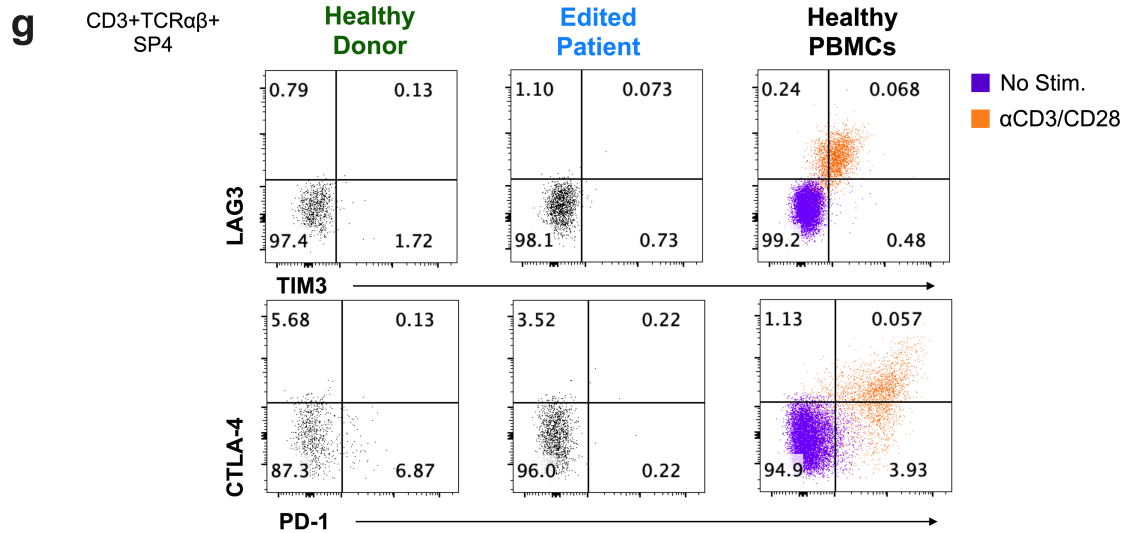 g
CD3+TCRαβ+
SP4
Healthy
Donor
Edited
Patient
Healthy
PBMCs
No Stim.
αCD3/CD28
LAG3
0.79
0.13
97.4
1.72
1.10
0.073
98.1
0.73
0.24
0.068
99.2
0.48
TIM3
CTLA-4
5.68
0.13
87.3
6.87
3.52
0.22
96.0
0.22
1.13
0.057
94.9
3.93
PD-1